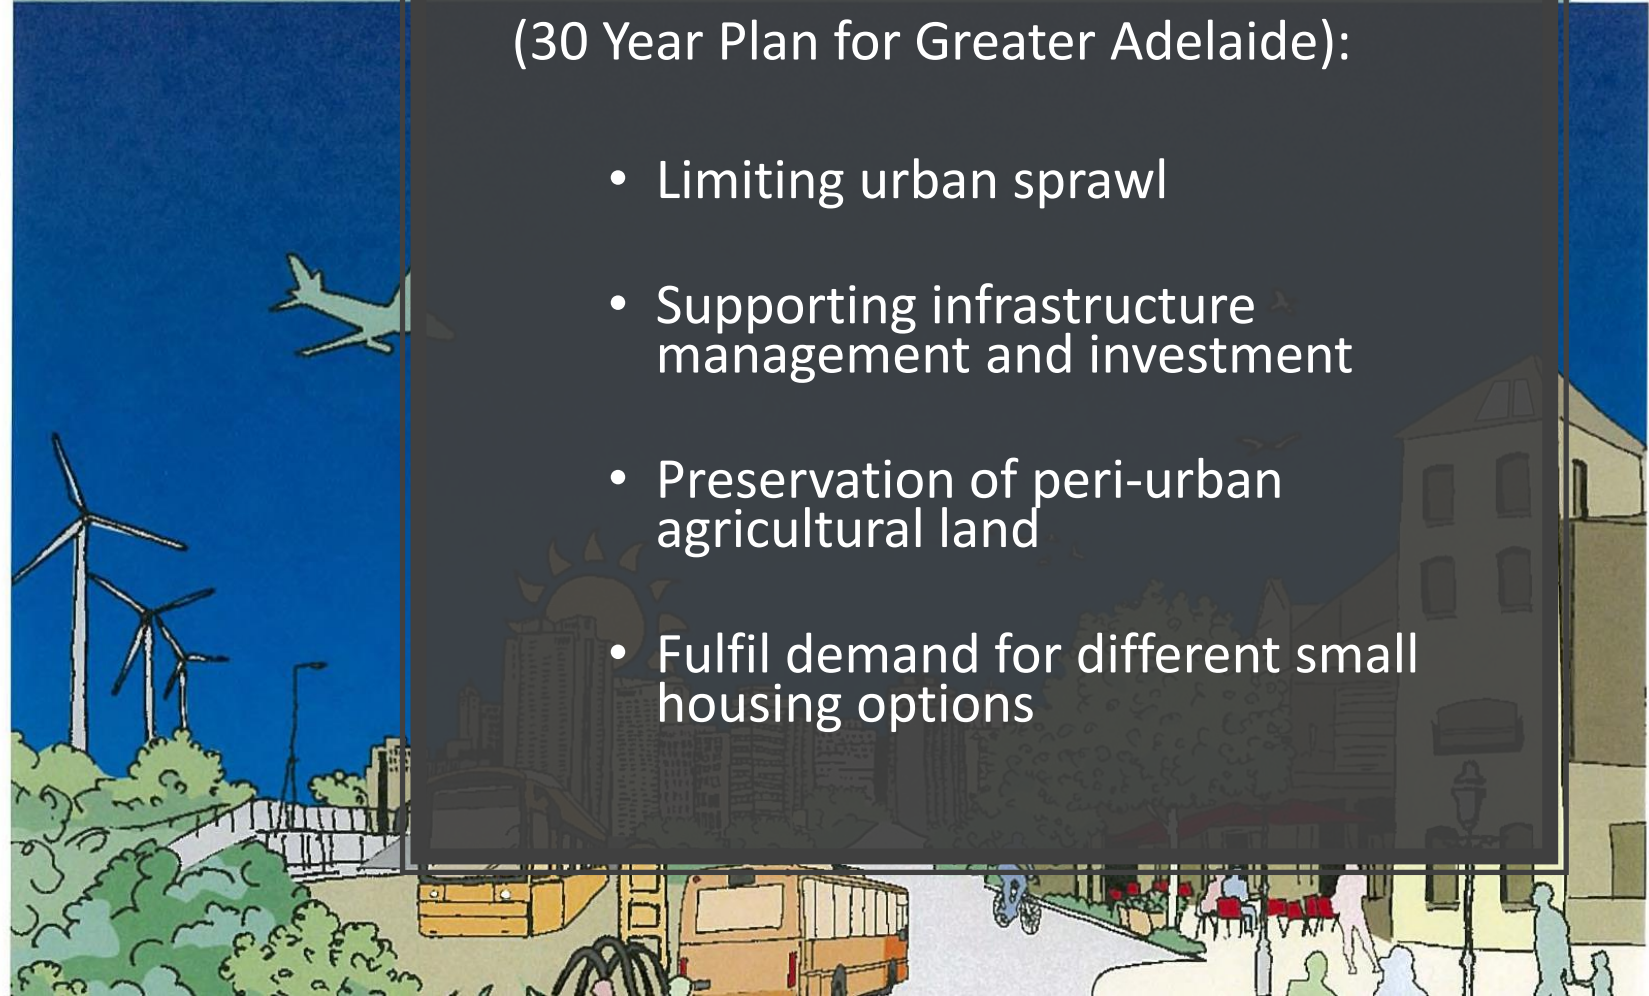 (30 Year Plan for Greater Adelaide):
• Limiting urban sprawl
• Supporting infrastructure
management and investment
• Preservation of peri-urban
agricultural land
• Fulfil demand for different small
housing options